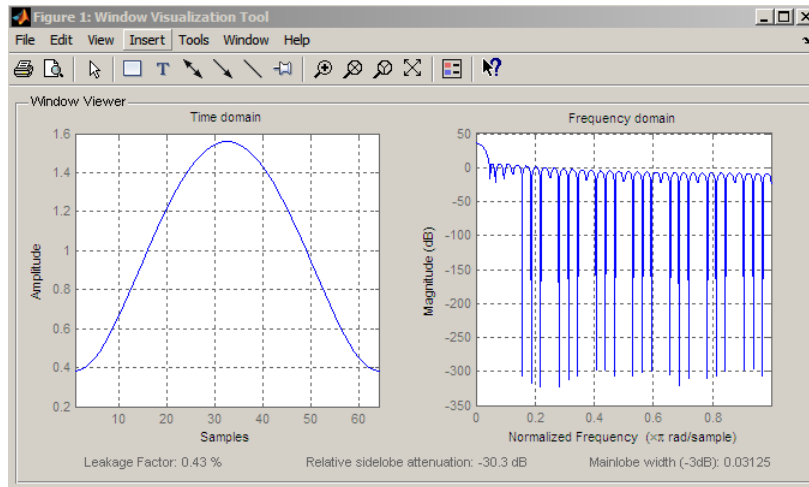 Figure 1: Window Visualization Tool
File Edit View Insert Tools Window Help
T
Window Viewer
Time domain
1.6
1.4
1.2
1
0.8
0.6
0.4
0.2
Amplitude
10 20 30 40 50 60
Samples
Frequency domain
50
0
-50
-100
-150
-200
-250
-300
-350
Magnitude (dB)
0 0.2 0.4 0.6 0.8
Normalized Frequency (×π rad/sample)
Leakage Factor: 0.43 % Relative sidelobe attenuation: -30.3 dB Mainlobe width (-3dB): 0.03125